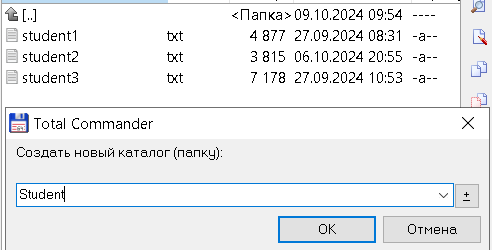 [..] <Папка> 09.10.2024 09:54 ----
student1 txt 4 877 27.09.2024 08:31 -a--
student2 txt 3 815 06.10.2024 20:55 -a--
student3 txt 7 178 27.09.2024 10:53 -a--
Total Commander
Создать новый каталог (папку):
Student
±
OK Отмена